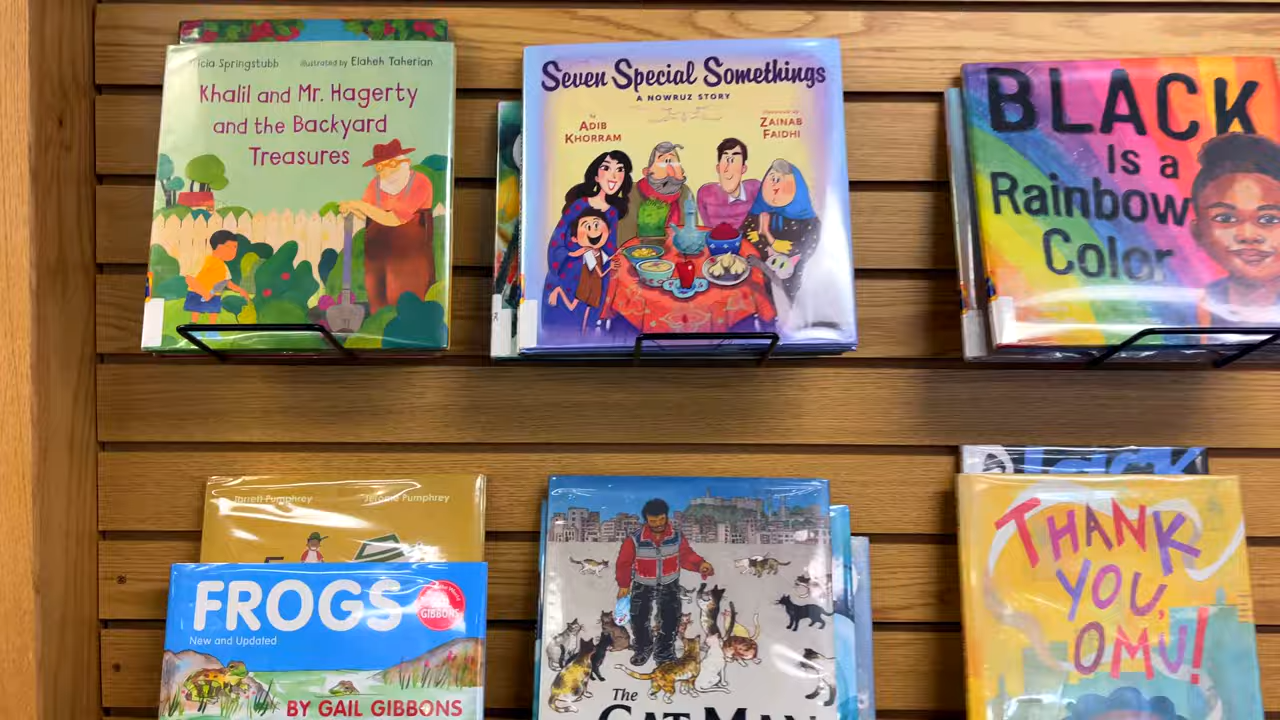 icia Springstubb illustrated by Elaheh Taherian
Khalil and Mr. Hagerty
and the Backyard
Treasures
Seven Special Somethings
A NOWRUZ STORY
by
ADIB
KHORRAM
illustrated by
ZAINAB
FAIDHI
BLACK
Is a
Rainbow
Color
Jarrett Pumphrey Jerome Pumphrey
FROGS
GIBBONS
New and Updated
BY GAIL GIBBONS
The
CAT MAN
THANK
YOU,
OMU!